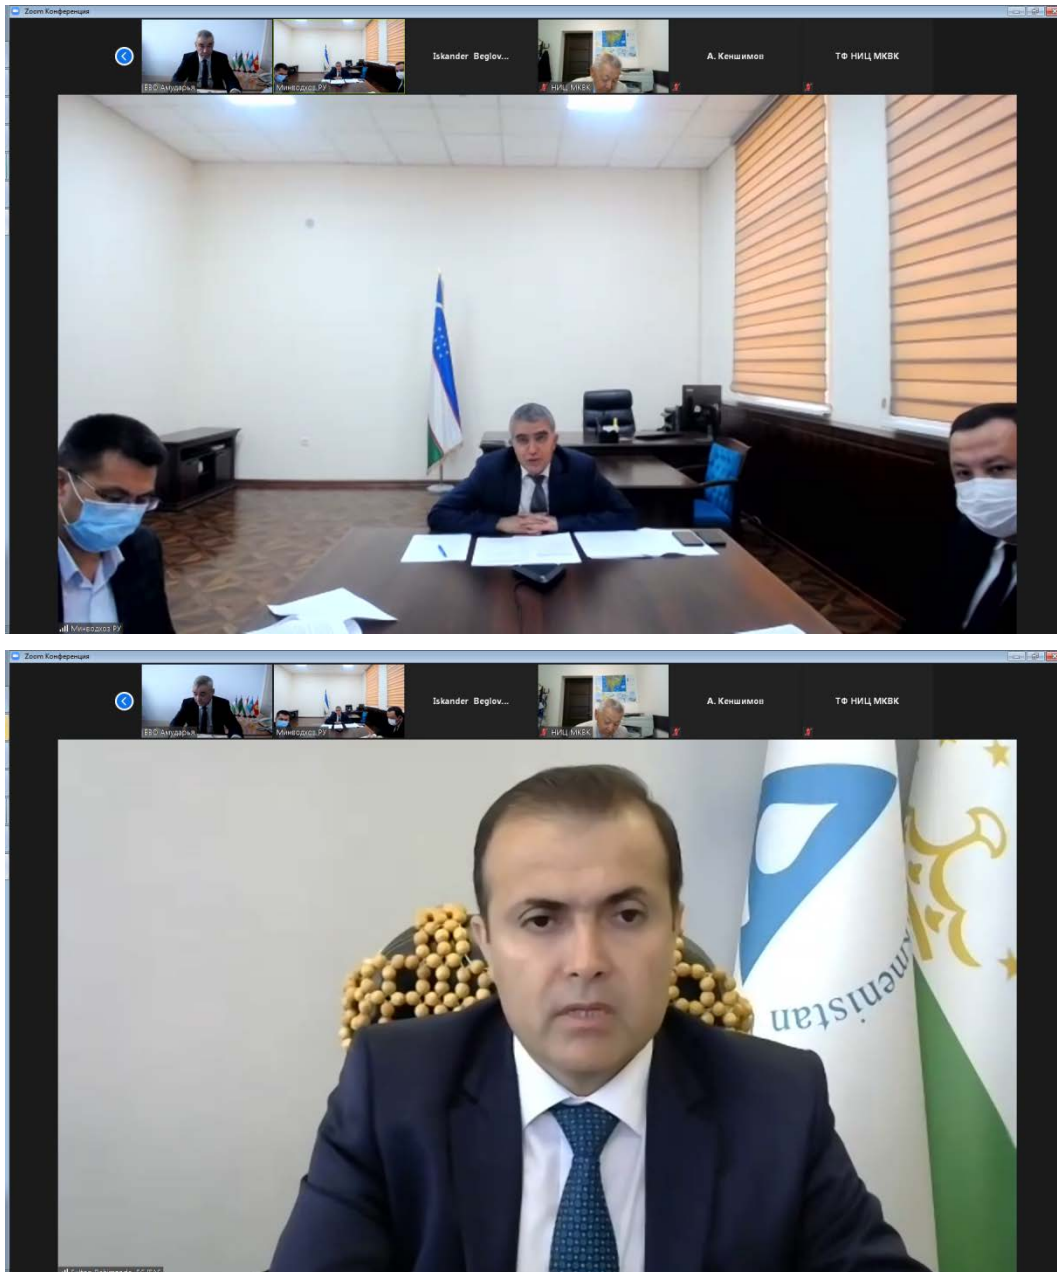 Zoom Конференция
Iskander Beglov...
А. Кеншимов
ТФ НИЦ МКВК
БВО Амударья
Минводхоз РУ
НИЦ МКВК
Минводхоз РУ
Zoom Конференция
Iskander Beglov...
А. Кеншимов
ТФ НИЦ МКВК
БВО Амударья
Минводхоз РУ
НИЦ МКВК
kmenistan